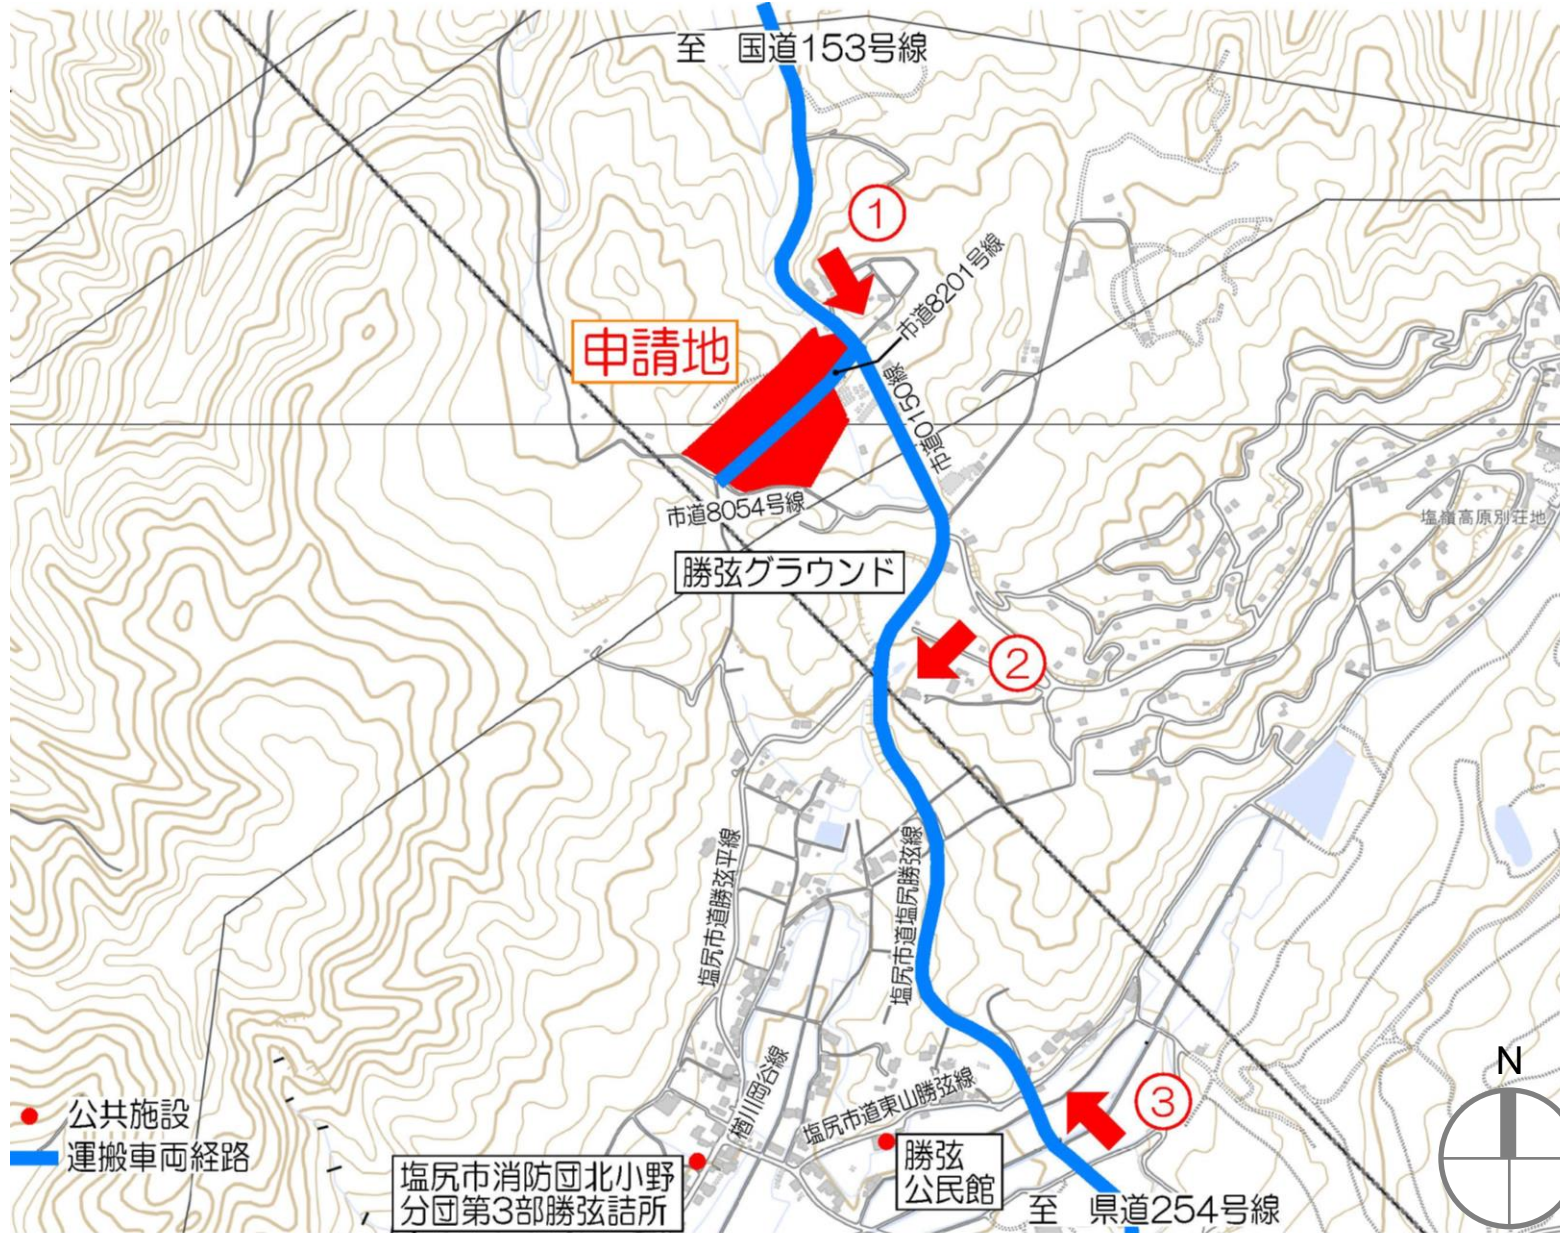 至 国道153号線
①
市道8201号線
申請地
市道0150線
市道8054号線
塩嶺高原別荘地
勝弦グラウンド
②
塩尻市道勝弦平線
塩尻市道塩尻勝弦線
楢川岡谷線
塩尻市道東山勝弦線
③
N
公共施設
運搬車両経路
塩尻市消防団北小野
分団第3部勝弦詰所
勝弦
公民館
至 県道254号線